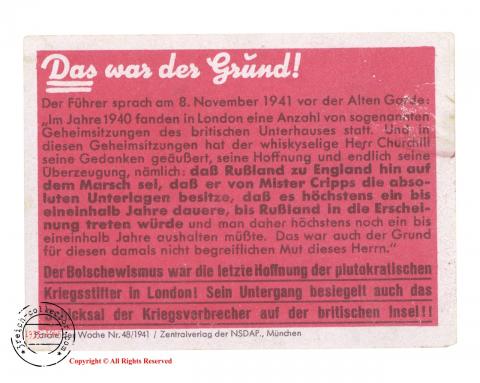 Das war der Grund!
Der Führer sprach am 8. November 1941 vor der Alten Garde:
„Im Jahre 1940 fanden in London eine Anzahl von sogenannten
Geheimsitzungen des britischen Unterhauses statt. Und in
diesen Geheimsitzungen hat der whiskyselige Herr Churchill
seine Gedanken geäußert, seine Hoffnung und endlich seine
Überzeugung, nämlich: daß Rußland zu England hin auf
dem Marsch sei, daß er von Mister Cripps die abso-
luten Unterlagen besitze, daß es höchstens ein bis
eineinhalb Jahre dauere, bis Rußland in die Erschei-
nung treten würde und man daher höchstens noch ein bis
eineinhalb Jahre aushalten müßte. Das war auch der Grund
für diesen damals nicht begreiflichen Mut dieses Herrn.“
Der Bolschewismus war die letzte Hoffnung der plutokratischen
Kriegsstifter in London! Sein Untergang besiegelt auch das
Schicksal der Kriegsverbrecher auf der britischen Insel!!
Parole der Woche Nr. 48/1941 / Zentralverlag der NSDAP., München
Copyright © All Rights Reserved